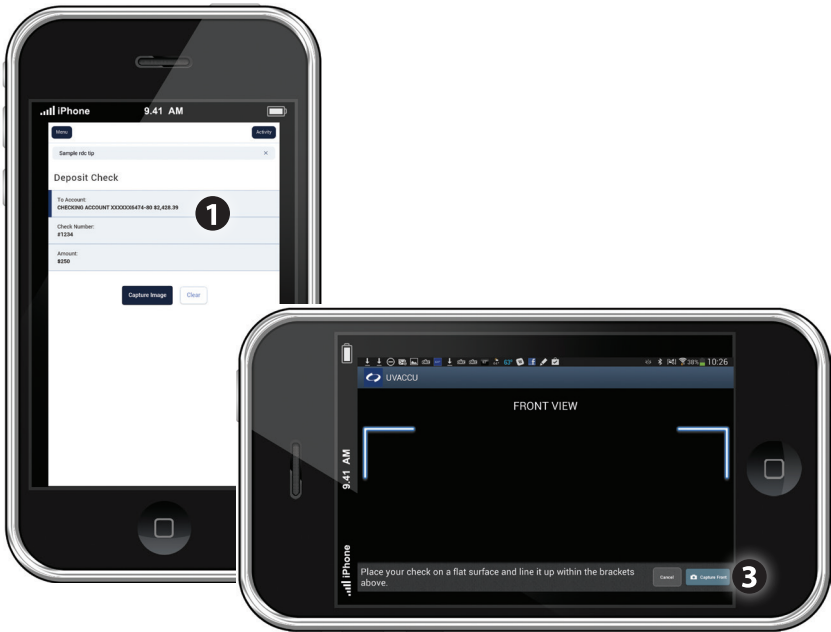 iPhone 9.41 AM
Menu Activity
Sample rdc tip ×
Deposit Check
To Account:
CHECKING ACCOUNT XXXXXX6474-80 $2,428.39
1
Check Number:
#1234
Amount:
$250
Capture Image Clear
38% 10:26
UVACCU
FRONT VIEW
9.41 AM
iPhone
Place your check on a flat surface and line it up within the brackets
above.
Cancel Capture Front
3